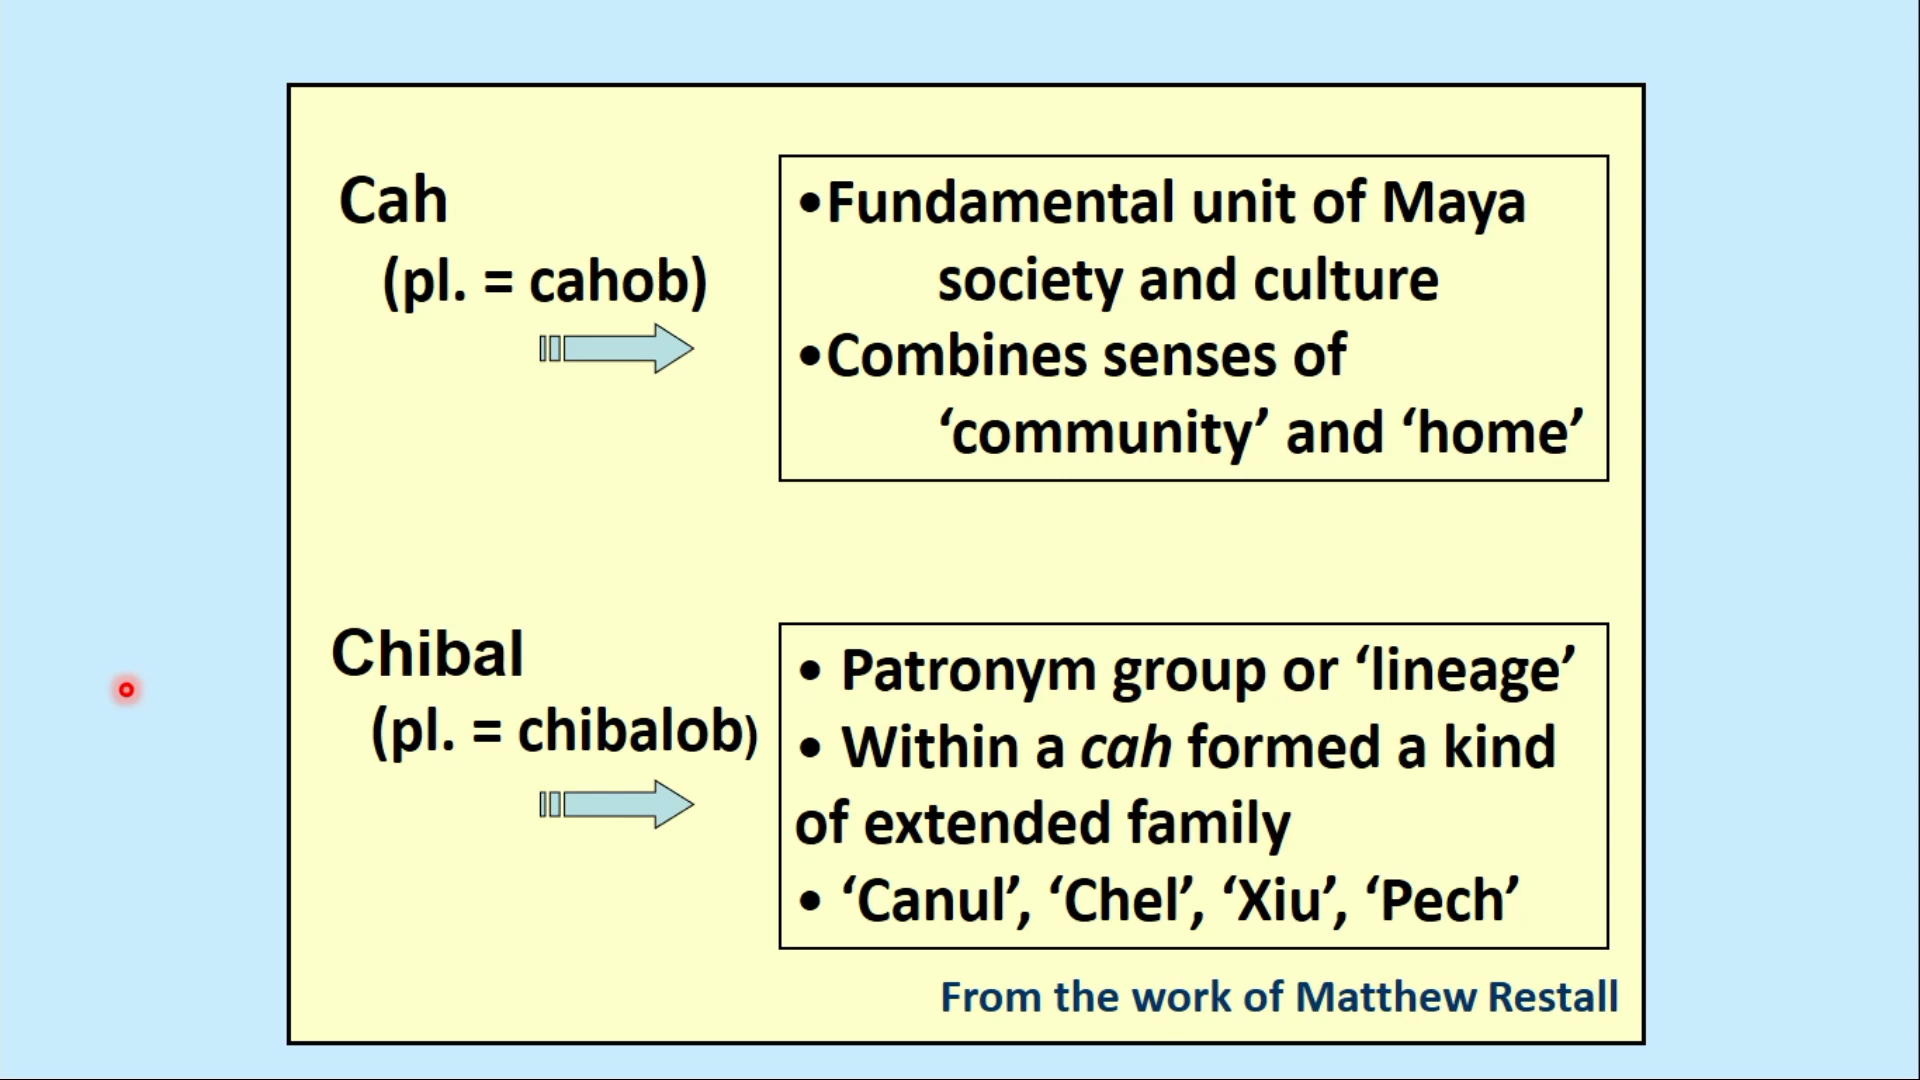 Cah
(pl. = cahob)
•Fundamental unit of Maya
society and culture
•Combines senses of
‘community’ and ‘home’
Chibal
(pl. = chibalob)
• Patronym group or ‘lineage’
• Within a cah formed a kind
of extended family
• ‘Canul’, ‘Chel’, ‘Xiu’, ‘Pech’
From the work of Matthew Restall